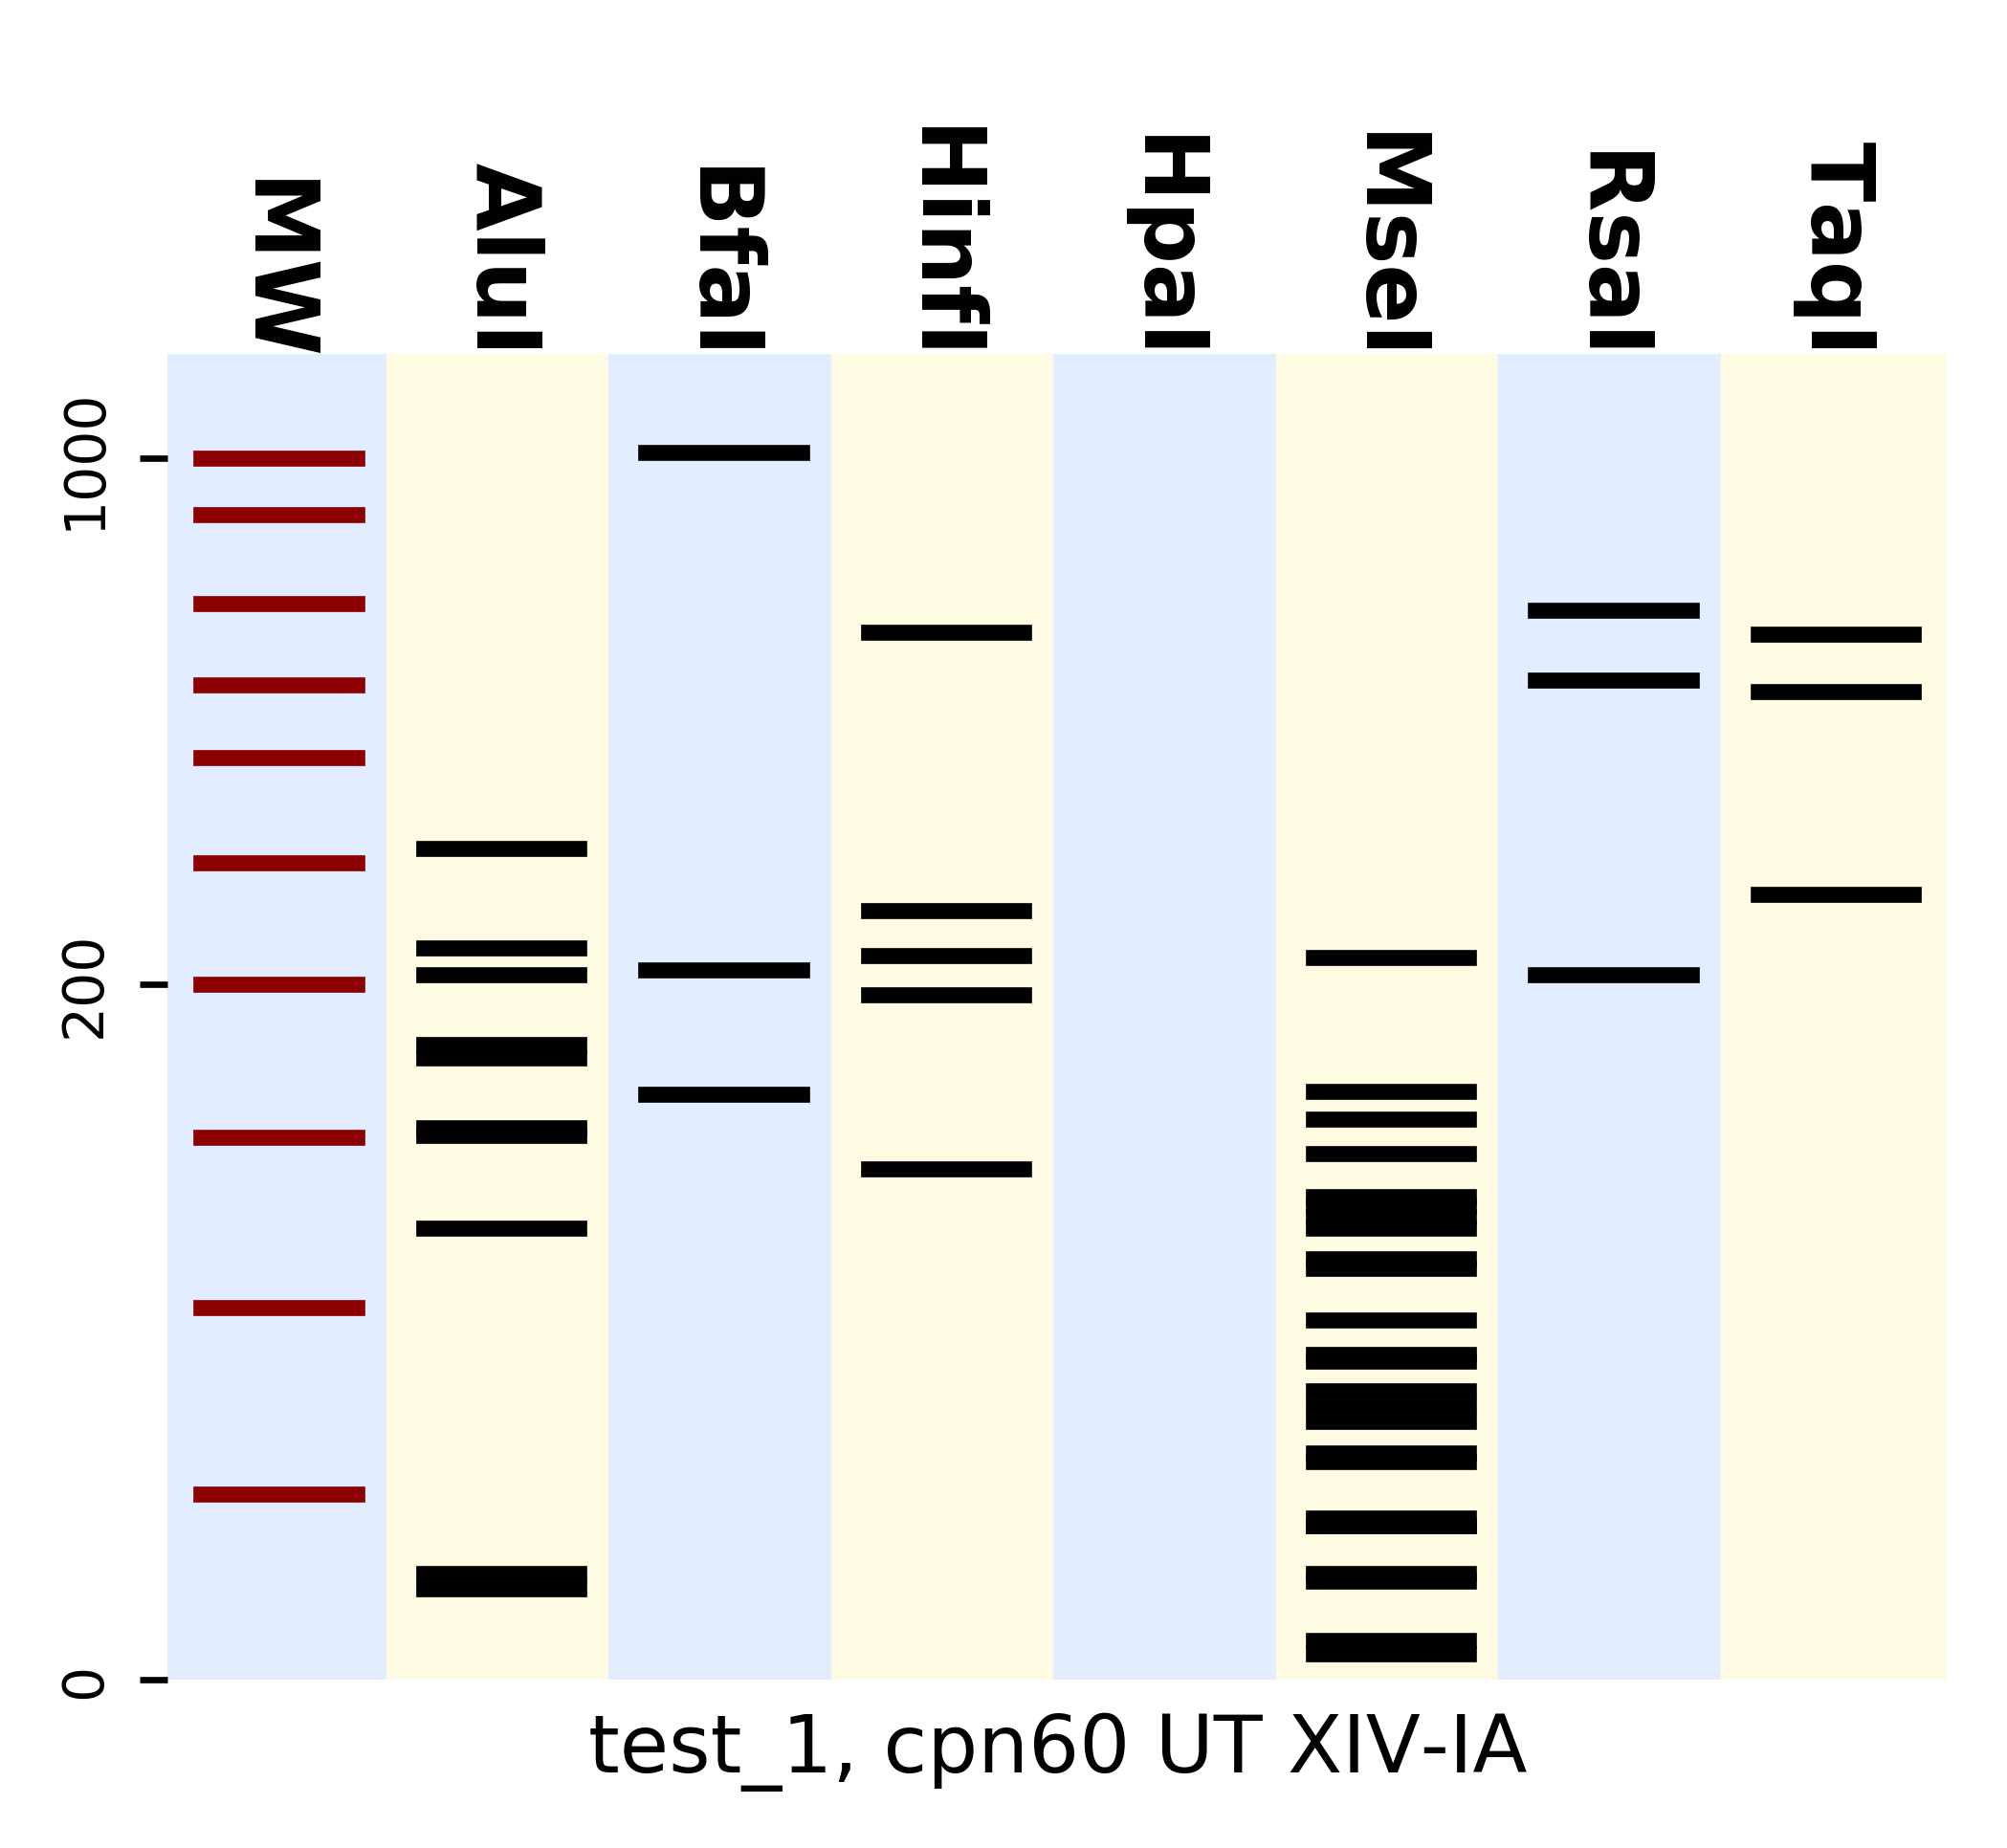 MW
AluI
BfaI
HinfI
HpaI
MseI
RsaI
TaqI
1000
200
0
test_1, cpn60 UT XIV-IA